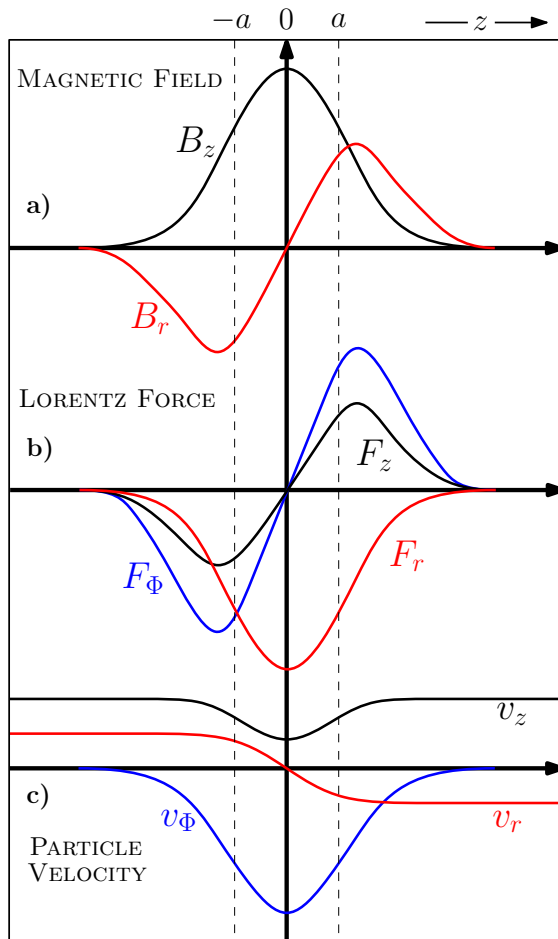 −a 0 a z
MAGNETIC FIELD
B_z
a)
B_r
LORENTZ FORCE
b)
F_z
F_Φ
F_r
v_z
c)
v_Φ
v_r
PARTICLE
VELOCITY